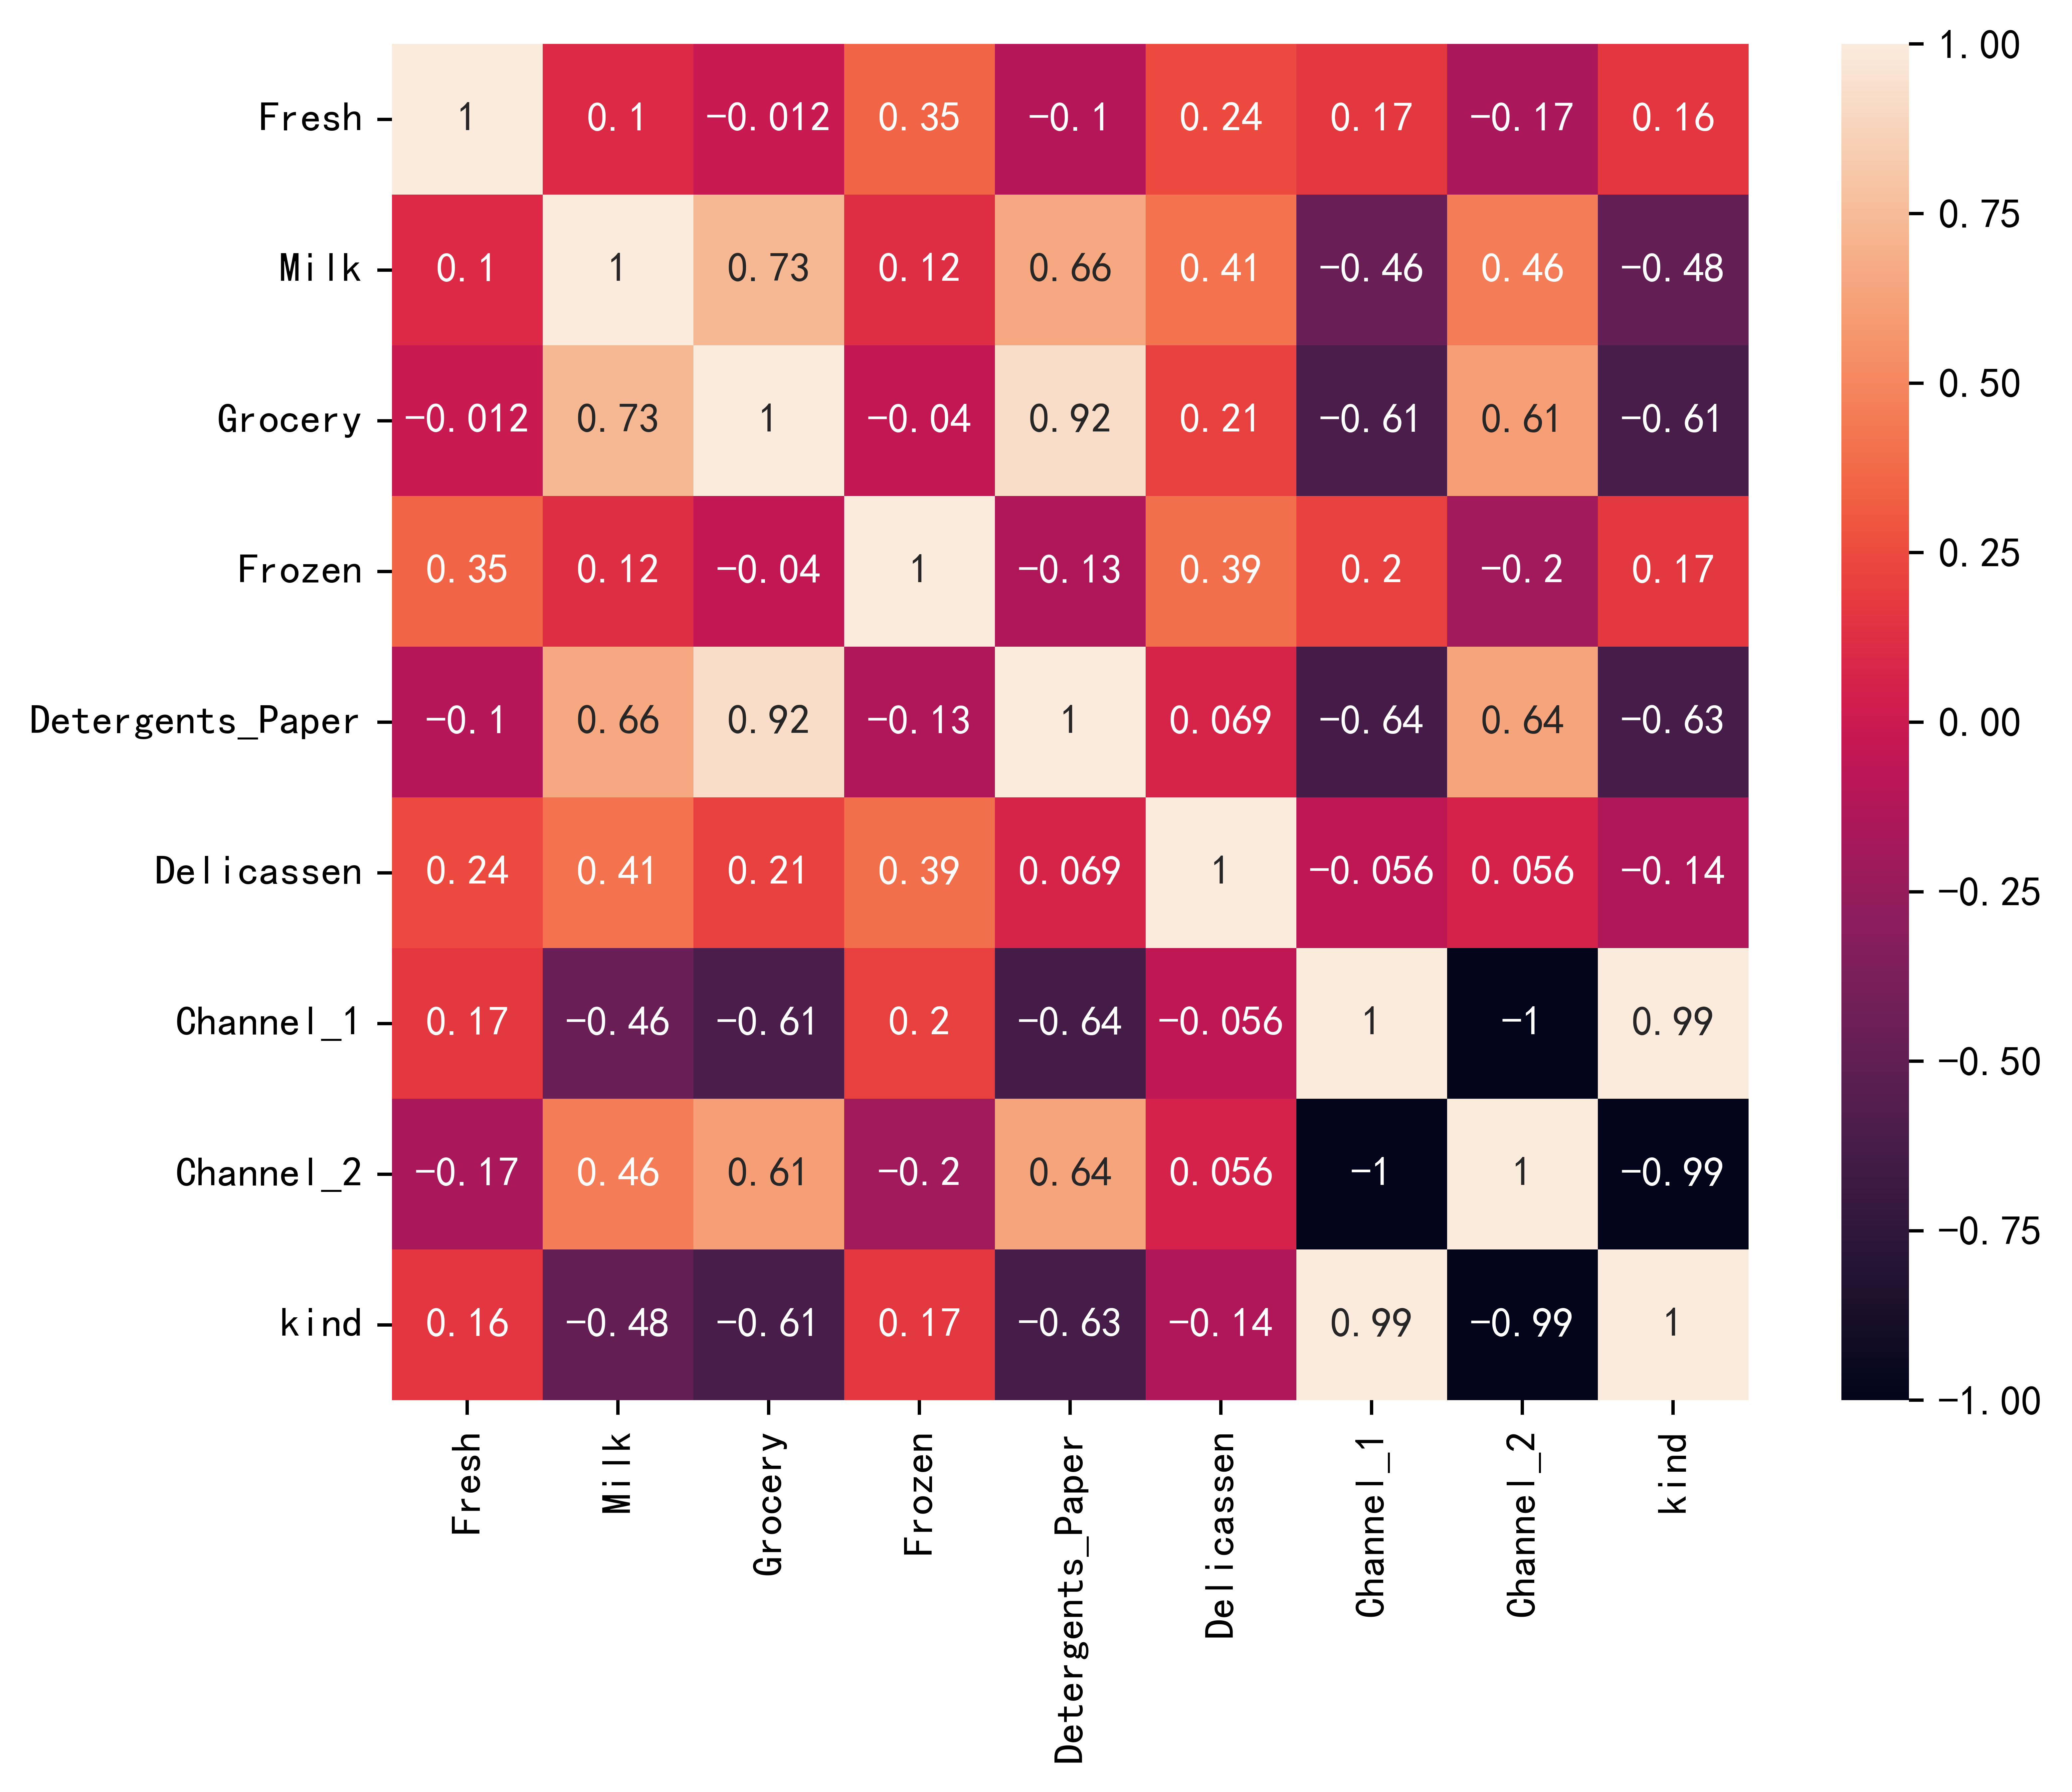 Fresh 1 0.1 -0.012 0.35 -0.1 0.24 0.17 -0.17 0.16
Milk 0.1 1 0.73 0.12 0.66 0.41 -0.46 0.46 -0.48
Grocery -0.012 0.73 1 -0.04 0.92 0.21 -0.61 0.61 -0.61
Frozen 0.35 0.12 -0.04 1 -0.13 0.39 0.2 -0.2 0.17
Detergents_Paper -0.1 0.66 0.92 -0.13 1 0.069 -0.64 0.64 -0.63
Delicassen 0.24 0.41 0.21 0.39 0.069 1 -0.056 0.056 -0.14
Channel_1 0.17 -0.46 -0.61 0.2 -0.64 -0.056 1 -1 0.99
Channel_2 -0.17 0.46 0.61 -0.2 0.64 0.056 -1 1 -0.99
kind 0.16 -0.48 -0.61 0.17 -0.63 -0.14 0.99 -0.99 1
Fresh
Milk
Grocery
Frozen
Detergents_Paper
Delicassen
Channel_1
Channel_2
kind
1.00
0.75
0.50
0.25
0.00
-0.25
-0.50
-0.75
-1.00